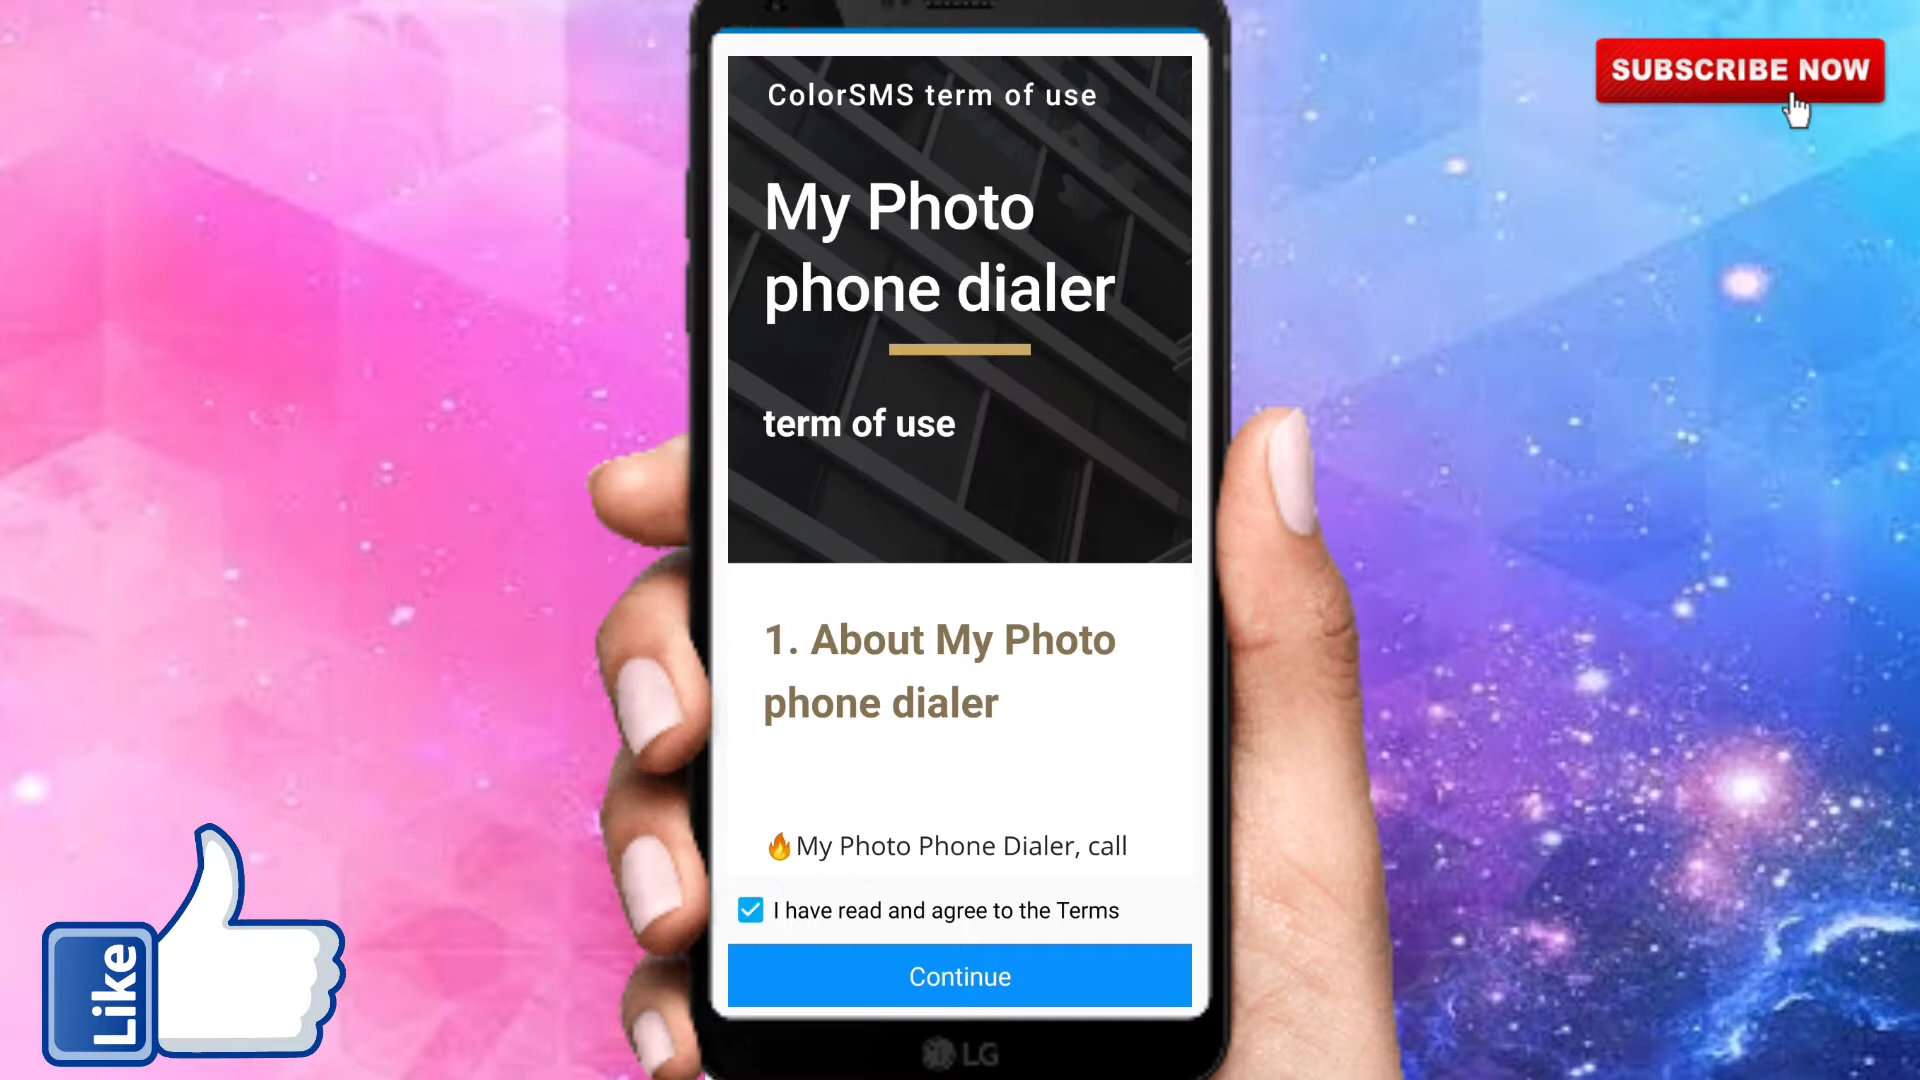 SUBSCRIBE NOW
ColorSMS term of use
My Photo
phone dialer
term of use
1. About My Photo
phone dialer
🔥My Photo Phone Dialer, call
I have read and agree to the Terms
Continue
Like
LG